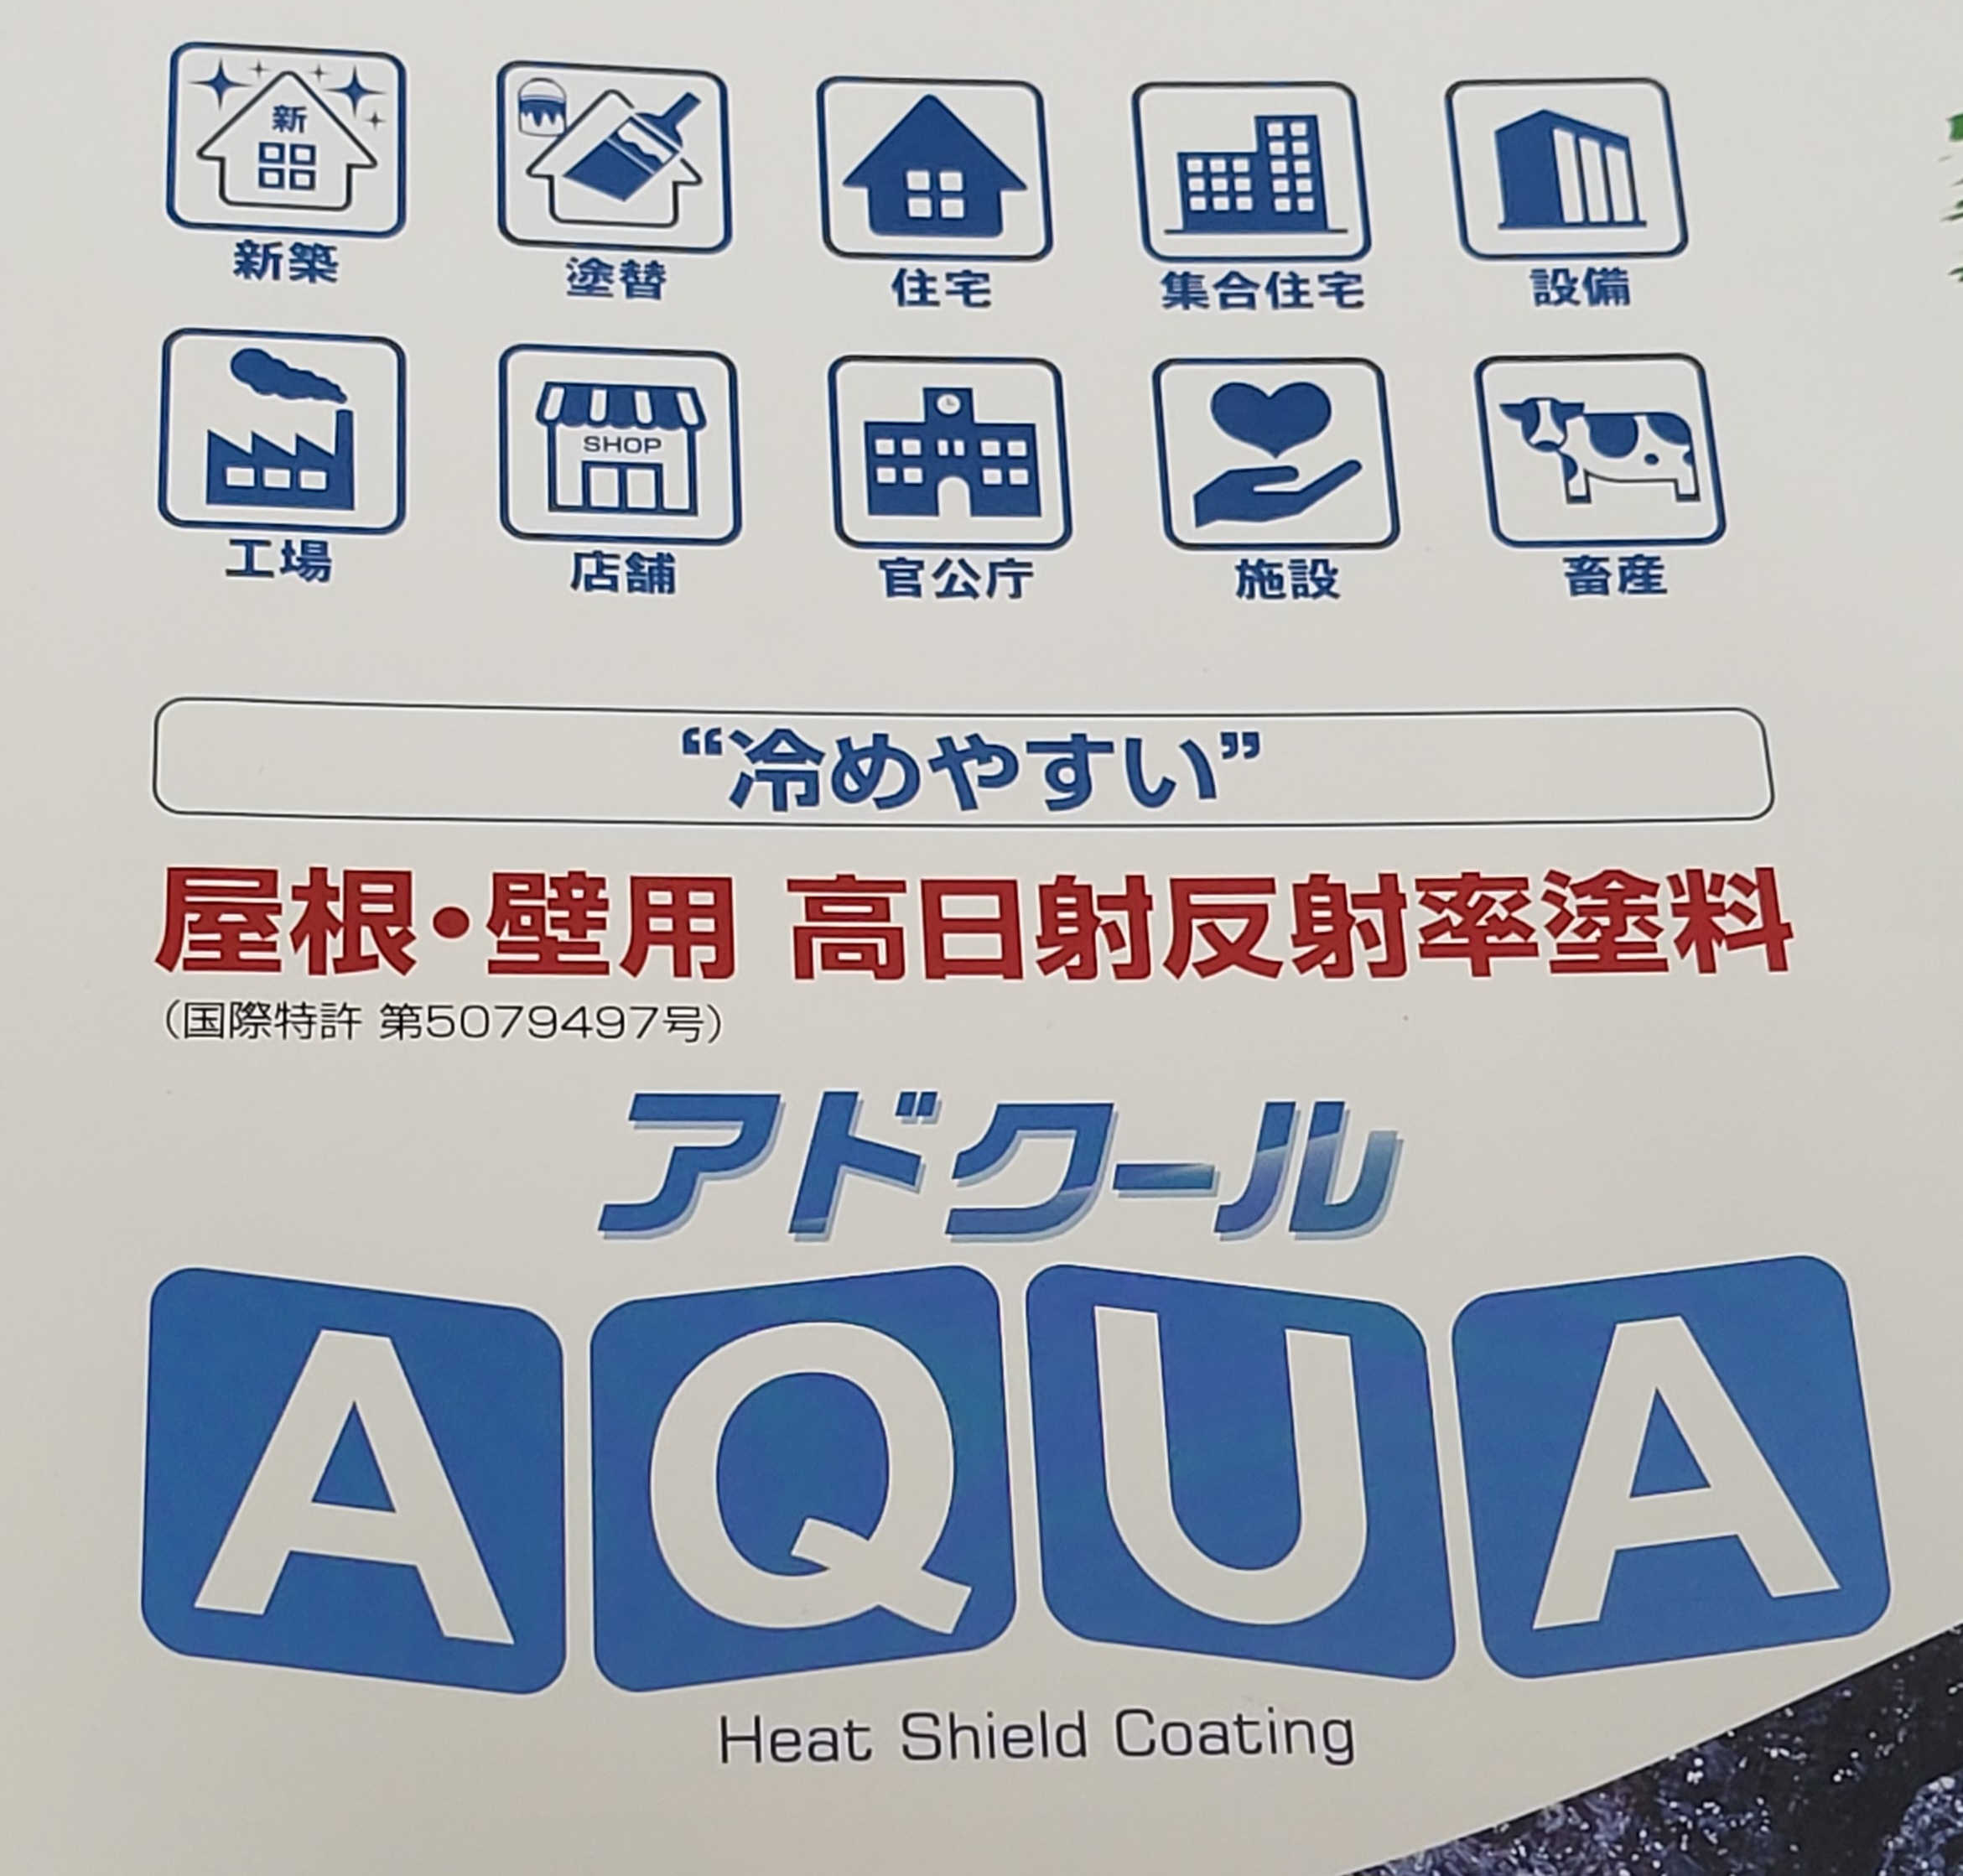 新
新築 塗替 住宅 集合住宅 設備
SHOP
工場 店舗 官公庁 施設 畜産
“冷めやすい”
屋根・壁用 高日射反射率塗料
（国際特許 第5079497号）
アドクール
AQUA
Heat Shield Coating